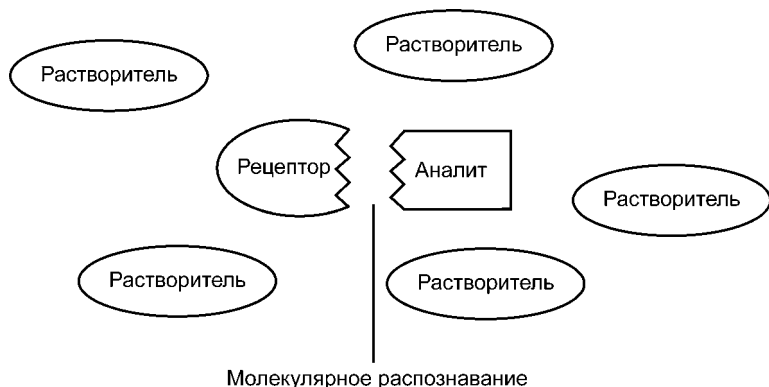 Растворитель
Растворитель
Рецептор
Аналит
Растворитель
Растворитель
Растворитель
Молекулярное распознавание